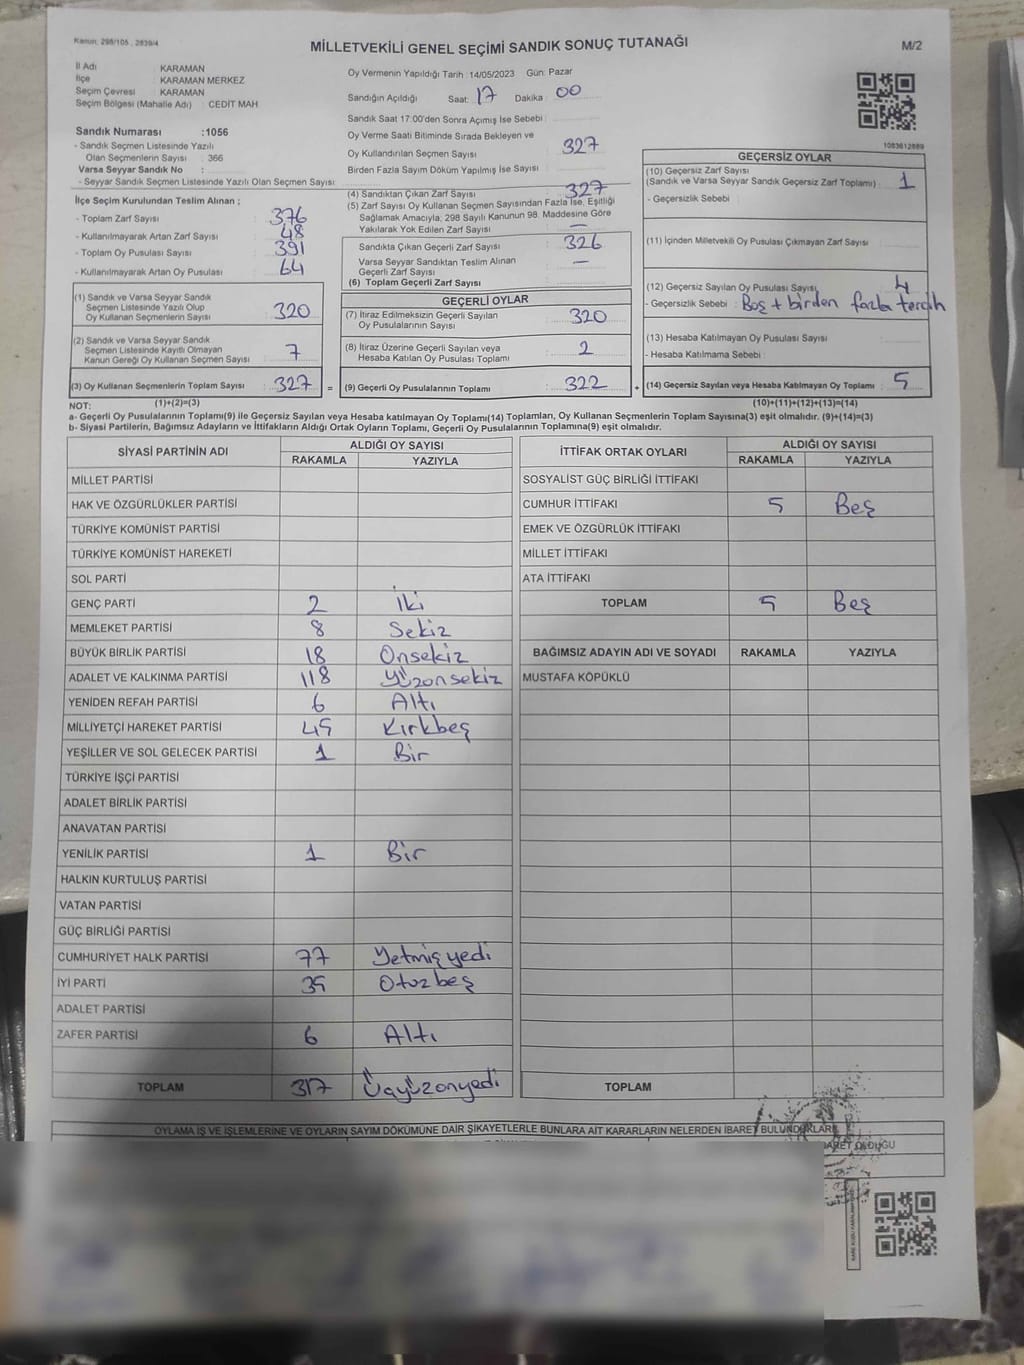 Kanun: 298/105 , 2839/4
MİLLETVEKİLİ GENEL SEÇİMİ SANDIK SONUÇ TUTANAĞI
M/2
İl Adı : KARAMAN
İlçe : KARAMAN MERKEZ
Seçim Çevresi : KARAMAN
Seçim Bölgesi (Mahalle Adı) : CEDİT MAH
Sandık Numarası :1056
- Sandık Seçmen Listesinde Yazılı
Olan Seçmenlerin Sayısı : 366
Varsa Seyyar Sandık No :
- Seyyar Sandık Seçmen Listesinde Yazılı Olan Seçmen Sayısı:
İlçe Seçim Kurulundan Teslim Alınan ;
- Toplam Zarf Sayısı : 376
- Kullanılmayarak Artan Zarf Sayısı : 48
- Toplam Oy Pusulası Sayısı : 391
- Kullanılmayarak Artan Oy Pusulası : 64
(1) Sandık ve Varsa Seyyar Sandık
Seçmen Listesinde Yazılı Olup
Oy Kullanan Seçmenlerin Sayısı : 320
(2) Sandık ve Varsa Seyyar Sandık
Seçmen Listesinde Kayıtlı Olmayan
Kanun Gereği Oy Kullanan Seçmen Sayısı : 7
(3) Oy Kullanan Seçmenlerin Toplam Sayısı : 327 =
(1)+(2)=(3)
Oy Vermenin Yapıldığı Tarih :14/05/2023 Gün: Pazar
Sandığın Açıldığı Saat: 17 Dakika : 00
Sandık Saat 17:00'den Sonra Açımış İse Sebebi :
Oy Verme Saati Bitiminde Sırada Bekleyen ve
Oy Kullandırılan Seçmen Sayısı : 327
Birden Fazla Sayım Döküm Yapılmış İse Sayısı :
(4) Sandıktan Çıkan Zarf Sayısı : 327
(5) Zarf Sayısı Oy Kullanan Seçmen Sayısından Fazla İse, Eşitliği
Sağlamak Amacıyla; 298 Sayılı Kanunun 98. Maddesine Göre
Yakılarak Yok Edilen Zarf Sayısı : —
Sandıkta Çıkan Geçerli Zarf Sayısı : 326
Varsa Seyyar Sandıktan Teslim Alınan
Geçerli Zarf Sayısı : —
(6) Toplam Geçerli Zarf Sayısı :
GEÇERLİ OYLAR
(7) İtiraz Edilmeksizin Geçerli Sayılan
Oy Pusulalarının Sayısı : 320
(8) İtiraz Üzerine Geçerli Sayılan veya
Hesaba Katılan Oy Pusulası Toplamı : 2
(9) Geçerli Oy Pusulalarının Toplamı : 322 +
1083612889
GEÇERSİZ OYLAR
(10) Geçersiz Zarf Sayısı
(Sandık ve Varsa Seyyar Sandık Geçersiz Zarf Toplamı) : 1
- Geçersizlik Sebebi :
(11) İçinden Milletvekili Oy Pusulası Çıkmayan Zarf Sayısı :
(12) Geçersiz Sayılan Oy Pusulası Sayısı : 4
- Geçersizlik Sebebi : Boş + birden fazla tercih
(13) Hesaba Katılmayan Oy Pusulası Sayısı :
- Hesaba Katılmama Sebebi :
(14) Geçersiz Sayılan veya Hesaba Katılmayan Oy Toplamı : 5
(10)+(11)+(12)+(13)=(14)
NOT:
a- Geçerli Oy Pusulalarının Toplamı(9) ile Geçersiz Sayılan veya Hesaba katılmayan Oy Toplamı(14) Toplamları, Oy Kullanan Seçmenlerin Toplam Sayısına(3) eşit olmalıdır. (9)+(14)=(3)
b- Siyasi Partilerin, Bağımsız Adayların ve İttifakların Aldığı Ortak Oyların Toplamı, Geçerli Oy Pusulalarının Toplamına(9) eşit olmalıdır.
SİYASİ PARTİNİN ADI ALDIĞI OY SAYISI
RAKAMLA YAZIYLA
MİLLET PARTİSİ
HAK VE ÖZGÜRLÜKLER PARTİSİ
TÜRKİYE KOMÜNİST PARTİSİ
TÜRKİYE KOMÜNİST HAREKETİ
SOL PARTİ
GENÇ PARTİ 2 İki
MEMLEKET PARTİSİ 8 Sekiz
BÜYÜK BİRLİK PARTİSİ 18 Onsekiz
ADALET VE KALKINMA PARTİSİ 118 Yüzonsekiz
YENİDEN REFAH PARTİSİ 6 Altı
MİLLİYETÇİ HAREKET PARTİSİ 45 Kırkbeş
YEŞİLLER VE SOL GELECEK PARTİSİ 1 Bir
TÜRKİYE İŞÇİ PARTİSİ
ADALET BİRLİK PARTİSİ
ANAVATAN PARTİSİ
YENİLİK PARTİSİ 1 Bir
HALKIN KURTULUŞ PARTİSİ
VATAN PARTİSİ
GÜÇ BİRLİĞİ PARTİSİ
CUMHURİYET HALK PARTİSİ 77 Yetmişyedi
İYİ PARTİ 35 Otuzbeş
ADALET PARTİSİ
ZAFER PARTİSİ 6 Altı
TOPLAM 317 Üçyüzonyedi
İTTİFAK ORTAK OYLARI ALDIĞI OY SAYISI
RAKAMLA YAZIYLA
SOSYALİST GÜÇ BİRLİĞİ İTTİFAKI
CUMHUR İTTİFAKI 5 Beş
EMEK VE ÖZGÜRLÜK İTTİFAKI
MİLLET İTTİFAKI
ATA İTTİFAKI
TOPLAM 5 Beş
BAĞIMSIZ ADAYIN ADI VE SOYADI RAKAMLA YAZIYLA
MUSTAFA KÖPÜKLÜ
TOPLAM
OYLAMA İŞ VE İŞLEMLERİNE VE OYLARIN SAYIM DÖKÜMÜNE DAİR ŞİKAYETLERLE BUNLARA AİT KARARLARIN NELERDEN İBARET BULUNDUKLARI
OLDUĞU